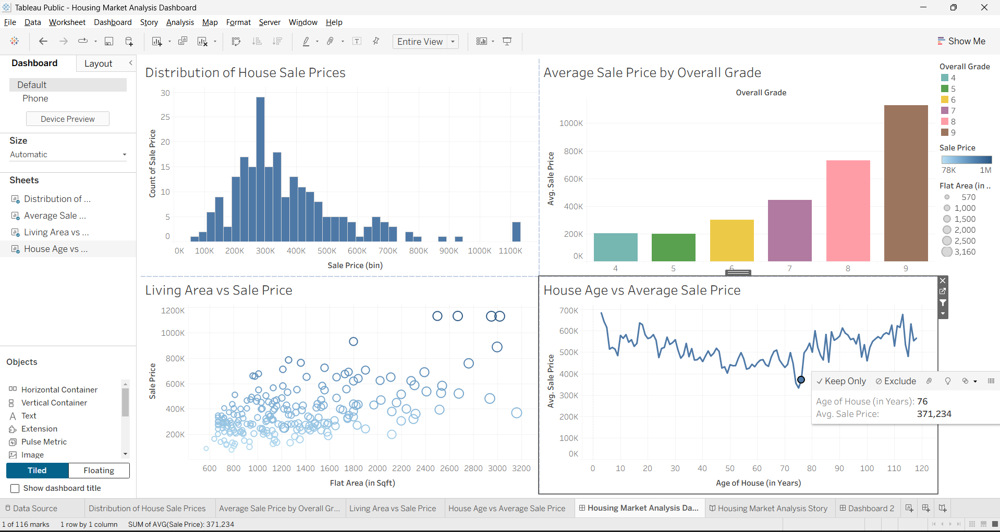 Tableau Public - Housing Market Analysis Dashboard
File Data Worksheet Dashboard Story Analysis Map Format Server Window Help
Entire View
Show Me
Dashboard Layout
Default
Phone
Device Preview
Size
Automatic
Sheets
Distribution of ...
Average Sale ...
Living Area vs ...
House Age vs ...
Objects
Horizontal Container
Vertical Container
Text
Extension
Pulse Metric
Image
Tiled Floating
Show dashboard title
Distribution of House Sale Prices
Count of Sale Price
30
25
20
15
10
5
0
0K 100K 200K 300K 400K 500K 600K 700K 800K 900K 1000K 1100K
Sale Price (bin)
Average Sale Price by Overall Grade
Overall Grade
Avg. Sale Price
1000K
800K
600K
400K
200K
0K
4 5 6 7 8 9
Overall Grade
4
5
6
7
8
9
Sale Price
78K 1M
Flat Area (in ..
570
1,000
1,500
2,000
2,500
3,160
Living Area vs Sale Price
Sale Price
1200K
1000K
800K
600K
400K
200K
600 800 1000 1200 1400 1600 1800 2000 2200 2400 2600 2800 3000 3200
Flat Area (in Sqft)
House Age vs Average Sale Price
Avg. Sale Price
700K
600K
500K
400K
300K
200K
100K
0K
0 10 20 30 40 50 60 70 80 90 100 110 120
Age of House (in Years)
Keep Only Exclude
Age of House (in Years): 76
Avg. Sale Price: 371,234
Data Source Distribution of House Sale Prices Average Sale Price by Overall Gr... Living Area vs Sale Price House Age vs Average Sale Price Housing Market Analysis Da... Housing Market Analysis Story Dashboard 2
1 of 116 marks 1 row by 1 column SUM of AVG(Sale Price): 371,234